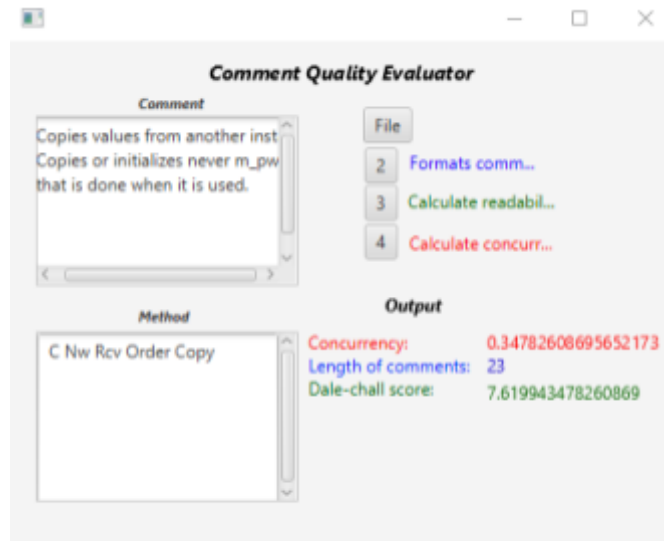 Comment Quality Evaluator
Comment
Copies values from another inst
Copies or initializes never m_pw
that is done when it is used.
File
2 Formats comm...
3 Calculate readabil...
4 Calculate concurr...
Method
C Nw Rcv Order Copy
Output
Concurrency: 0.34782608695652173
Length of comments: 23
Dale-chall score: 7.619943478260869